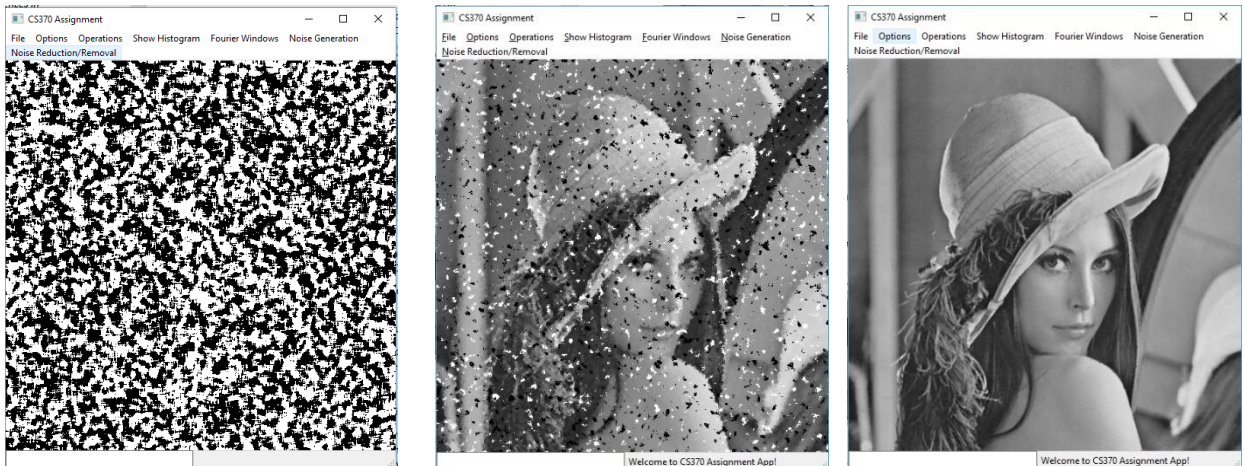 CS370 Assignment
File Options Operations Show Histogram Fourier Windows Noise Generation
Noise Reduction/Removal
CS370 Assignment
File Options Operations Show Histogram Fourier Windows Noise Generation
Noise Reduction/Removal
Welcome to CS370 Assignment App!
CS370 Assignment
File Options Operations Show Histogram Fourier Windows Noise Generation
Noise Reduction/Removal
Welcome to CS370 Assignment App!